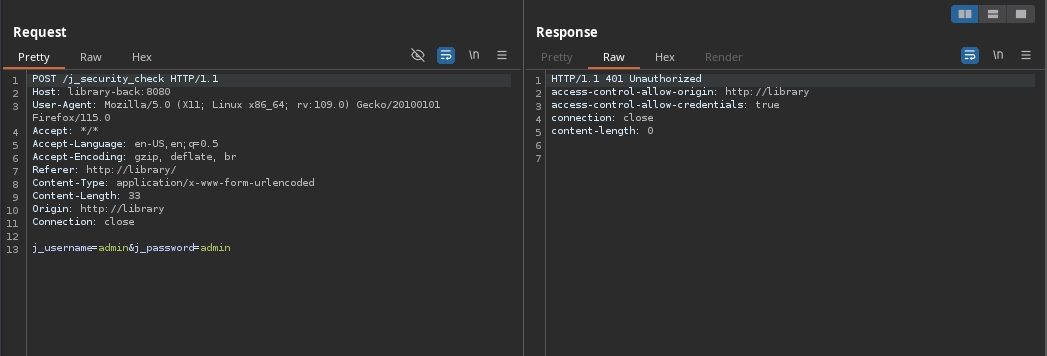 Request
Pretty Raw Hex \n
1 POST /j_security_check HTTP/1.1
2 Host: library-back:8080
3 User-Agent: Mozilla/5.0 (X11; Linux x86_64; rv:109.0) Gecko/20100101
Firefox/115.0
4 Accept: */*
5 Accept-Language: en-US,en;q=0.5
6 Accept-Encoding: gzip, deflate, br
7 Referer: http://library/
8 Content-Type: application/x-www-form-urlencoded
9 Content-Length: 33
10 Origin: http://library
11 Connection: close
12
13 j_username=admin&j_password=admin
Response
Pretty Raw Hex Render \n
1 HTTP/1.1 401 Unauthorized
2 access-control-allow-origin: http://library
3 access-control-allow-credentials: true
4 connection: close
5 content-length: 0
6
7